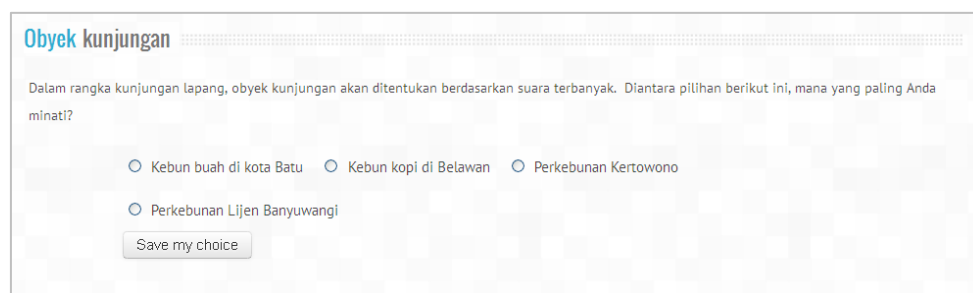 Obyek kunjungan
Dalam rangka kunjungan lapang, obyek kunjungan akan ditentukan berdasarkan suara terbanyak. Diantara pilihan berikut ini, mana yang paling Anda
minati?
Kebun buah di kota Batu Kebun kopi di Belawan Perkebunan Kertowono
Perkebunan Lijen Banyuwangi
Save my choice